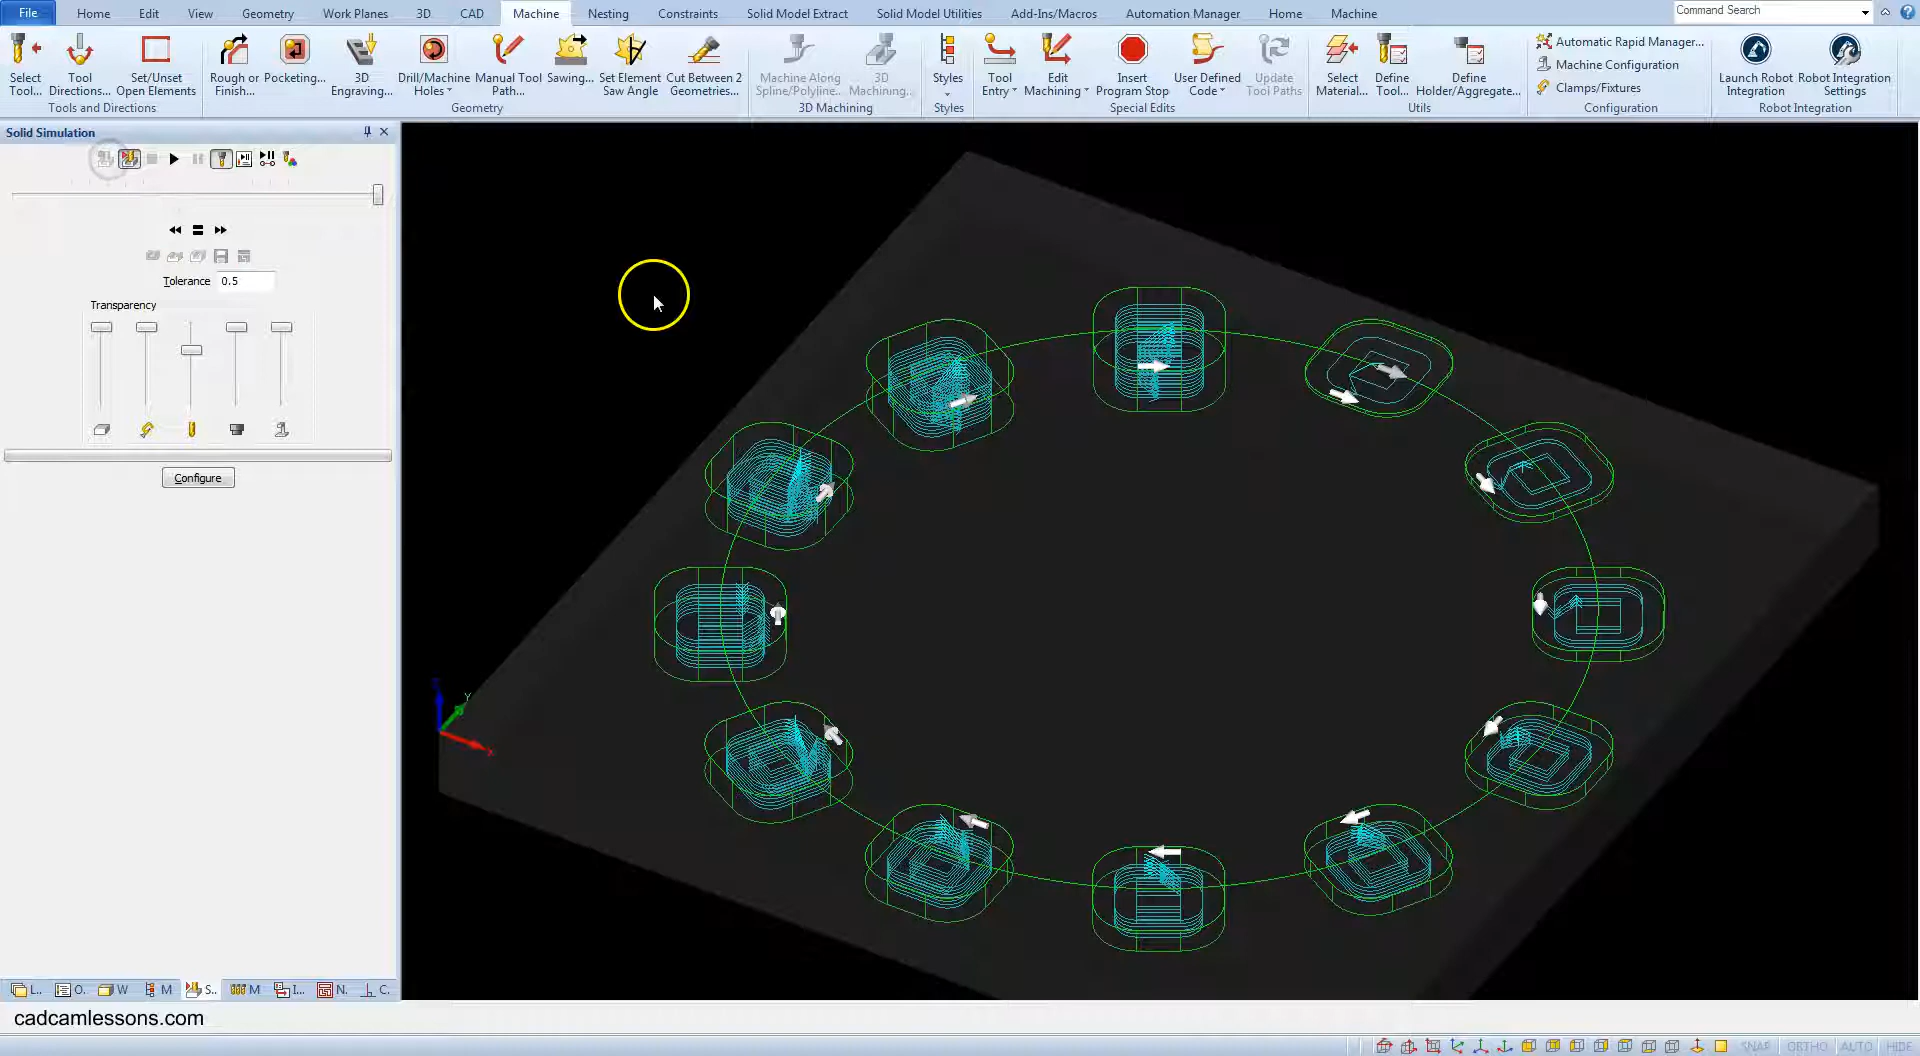 File Home Edit View Geometry Work Planes 3D CAD Machine Nesting Constraints Solid Model Extract Solid Model Utilities Add-Ins/Macros Automation Manager Home Machine Command Search
Select Tool...
Tool Directions...
Set/Unset Open Elements
Tools and Directions
Rough or Finish...
Pocketing...
3D Engraving...
Drill/Machine Holes
Manual Tool Path...
Sawing...
Set Element Saw Angle
Cut Between 2 Geometries...
Geometry
Machine Along Spline/Polyline...
3D Machining...
3D Machining
Styles
Styles
Tool Entry
Edit Machining
Insert Program Stop
User Defined Code
Update Tool Paths
Special Edits
Select Material...
Define Tool...
Define Holder/Aggregate...
Utils
Automatic Rapid Manager...
Machine Configuration
Clamps/Fixtures
Configuration
Launch Robot Integration
Robot Integration Settings
Robot Integration
Solid Simulation
Tolerance 0.5
Transparency
Configure
Y
X
L.. O. W M S.. M I... N. C.
cadcamlessons.com
SNAP ORTHO AUTO HIDE